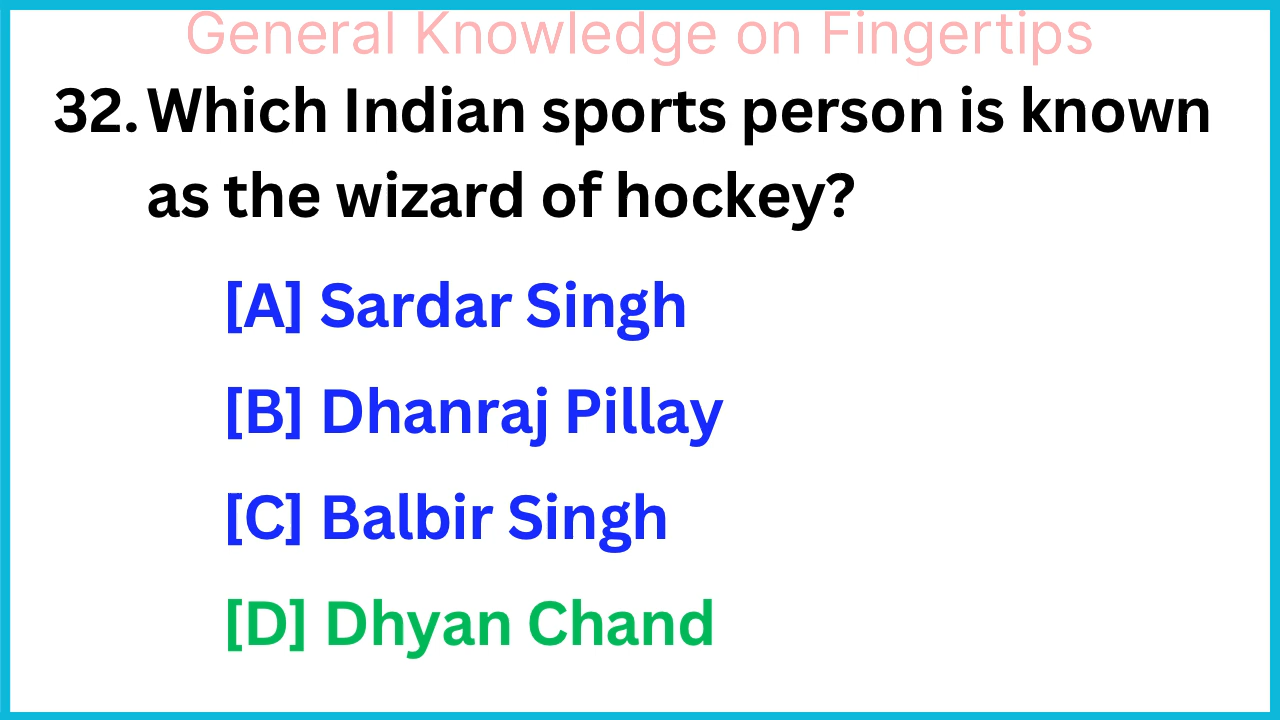 General Knowledge on Fingertips
32. Which Indian sports person is known
as the wizard of hockey?
[A] Sardar Singh
[B] Dhanraj Pillay
[C] Balbir Singh
[D] Dhyan Chand